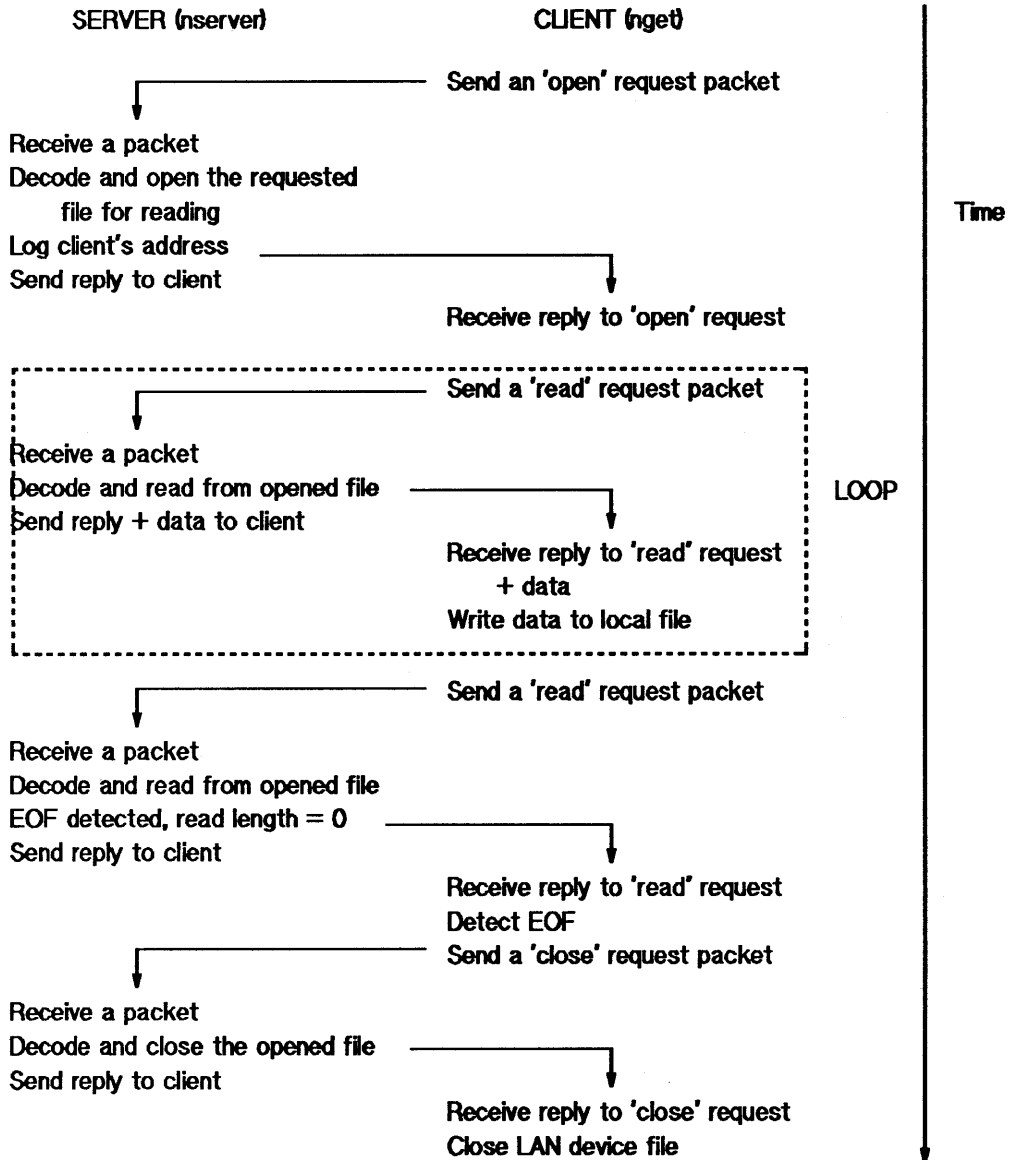 SERVER (nserver)
CLIENT (nget)
Send an 'open' request packet
Receive a packet
Decode and open the requested
file for reading
Time
Log client's address
Send reply to client
Receive reply to 'open' request
Send a 'read' request packet
Receive a packet
Decode and read from opened file
LOOP
Send reply + data to client
Receive reply to 'read' request
+ data
Write data to local file
Send a 'read' request packet
Receive a packet
Decode and read from opened file
EOF detected, read length = 0
Send reply to client
Receive reply to 'read' request
Detect EOF
Send a 'close' request packet
Receive a packet
Decode and close the opened file
Send reply to client
Receive reply to 'close' request
Close LAN device file